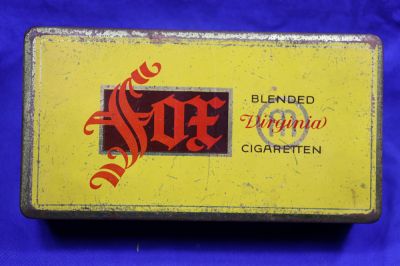 Fox
BLENDED
Virginia
CIGARETTEN